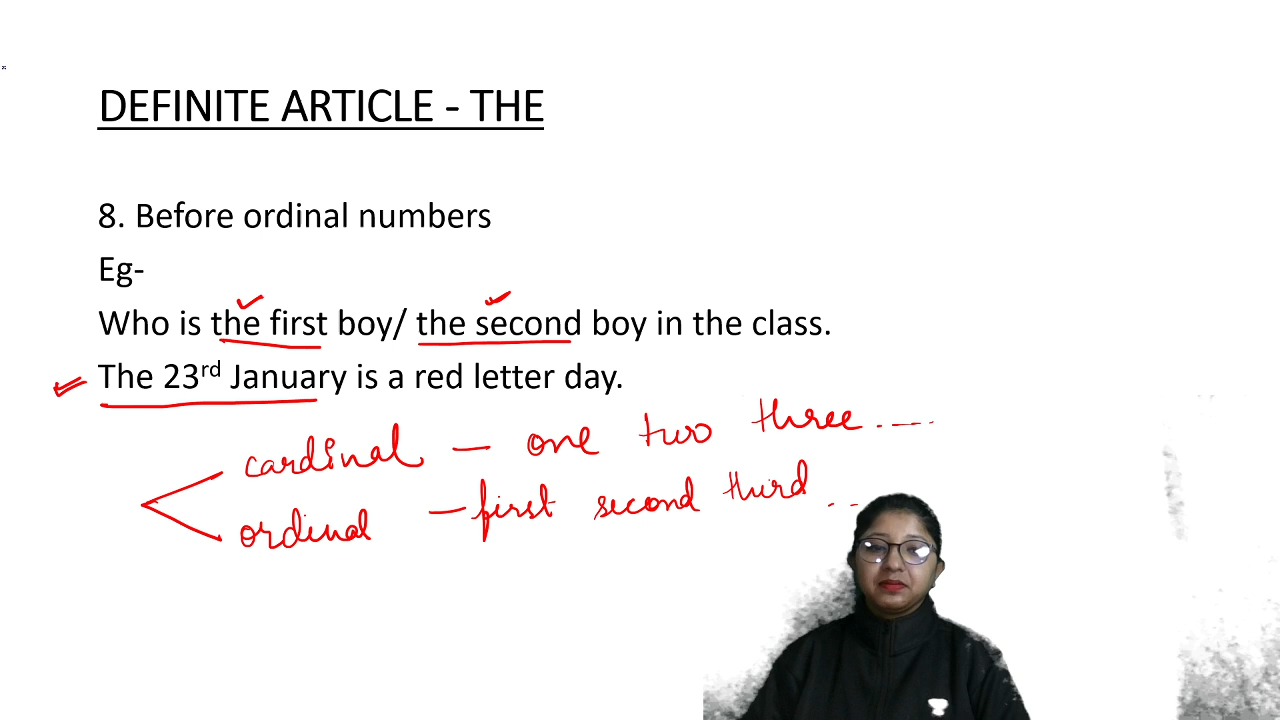 DEFINITE ARTICLE - THE
8. Before ordinal numbers
Eg-
Who is the first boy/ the second boy in the class.
The 23rd January is a red letter day.
cardinal — one two three .....
ordinal — first second third ...